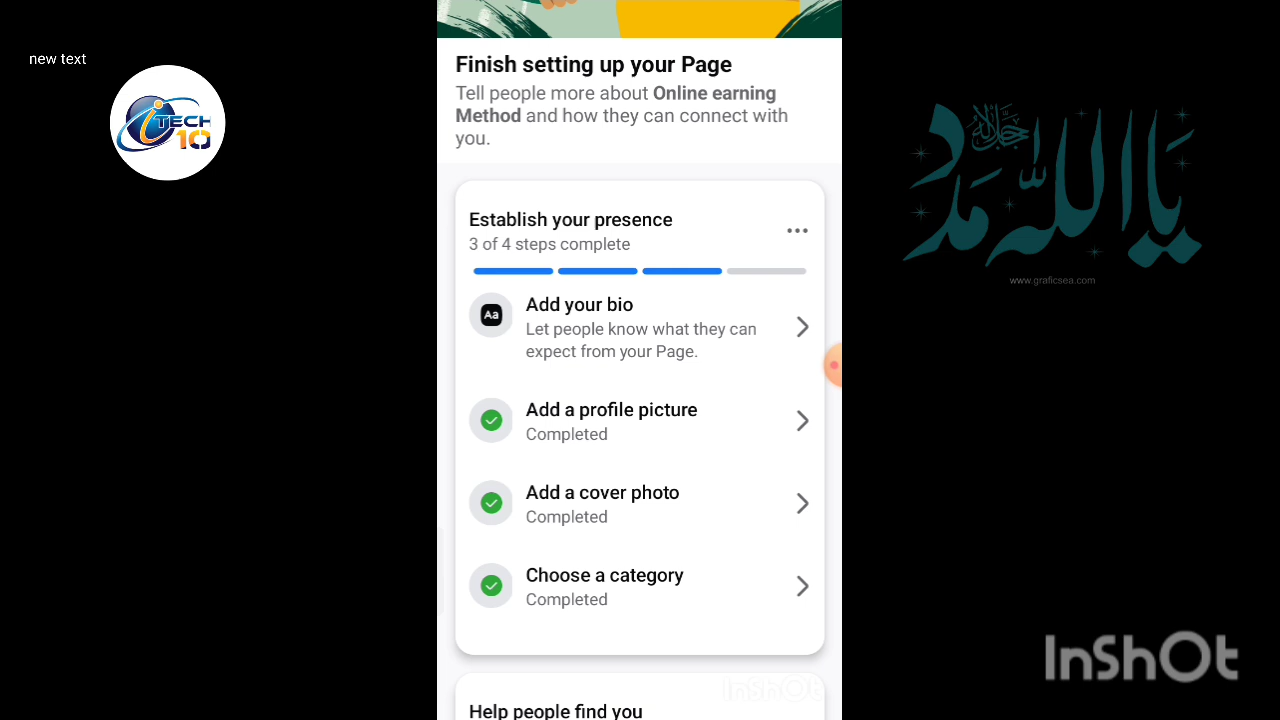 new text
iTECH
10
Finish setting up your Page
Tell people more about Online earning
Method and how they can connect with
you.
Establish your presence
3 of 4 steps complete
Aa
Add your bio
Let people know what they can
expect from your Page.
Add a profile picture
Completed
Add a cover photo
Completed
Choose a category
Completed
Help people find you
InShOt
يا الله جل جلاله مدد
www.graficsea.com
InShOt